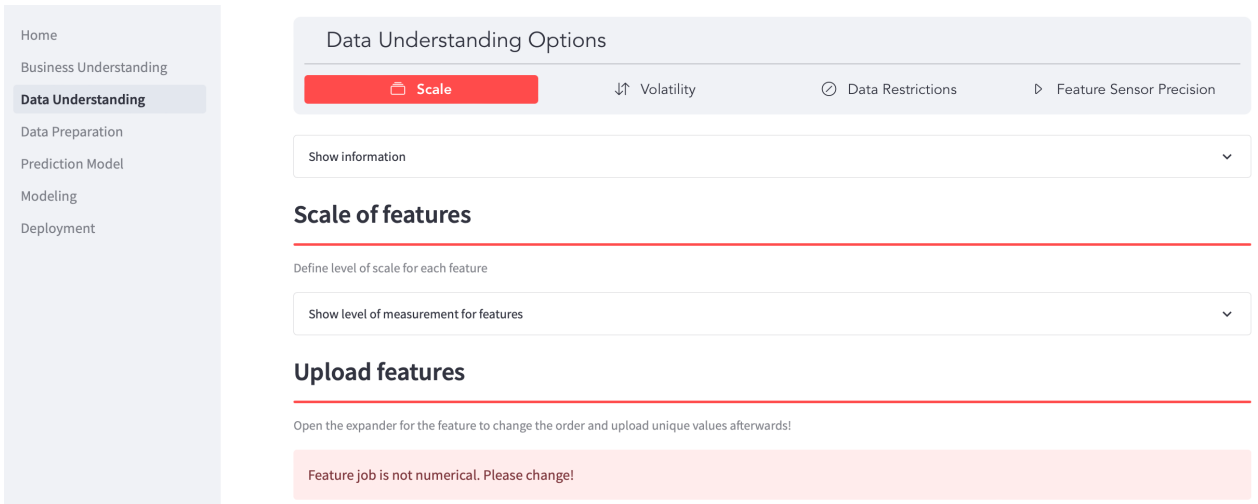 Home
Business Understanding
Data Understanding
Data Preparation
Prediction Model
Modeling
Deployment
Data Understanding Options
Scale
Volatility
Data Restrictions
Feature Sensor Precision
Show information
Scale of features
Define level of scale for each feature
Show level of measurement for features
Upload features
Open the expander for the feature to change the order and upload unique values afterwards!
Feature job is not numerical. Please change!